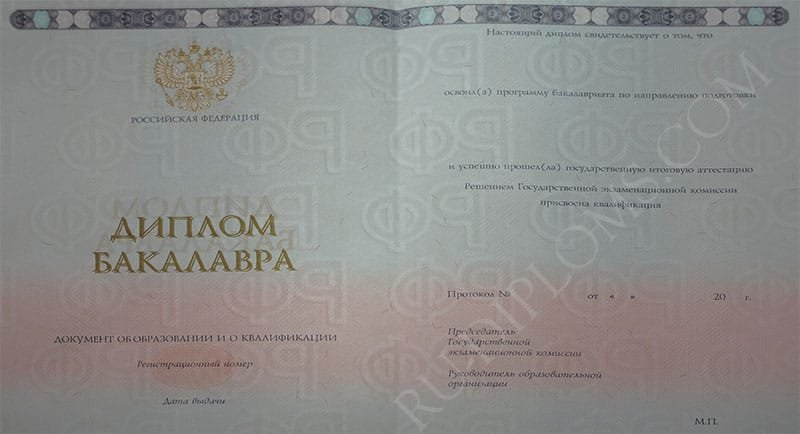 РОССИЙСКАЯ ФЕДЕРАЦИЯ
ДИПЛОМ
БАКАЛАВРА
ДОКУМЕНТ ОБ ОБРАЗОВАНИИ И О КВАЛИФИКАЦИИ
Регистрационный номер
Дата выдачи
Настоящий диплом свидетельствует о том, что
освоил(а) программу бакалавриата по направлению подготовки
и успешно прошел(ла) государственную итоговую аттестацию
Решением Государственной экзаменационной комиссии
присвоена квалификация
Протокол № от « » 20 г.
Председатель
Государственной
экзаменационной комиссии
Руководитель образовательной
организации
М.П.